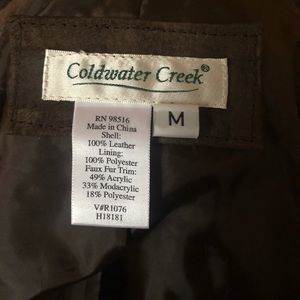 Coldwater Creek®
M
RN 98516
Made in China
Shell:
100% Leather
Lining:
100% Polyester
Faux Fur Trim:
49% Acrylic
33% Modacrylic
18% Polyester
V#R1076
H18181